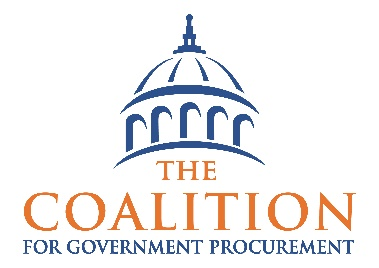 THE
COALITION
FOR GOVERNMENT PROCUREMENT